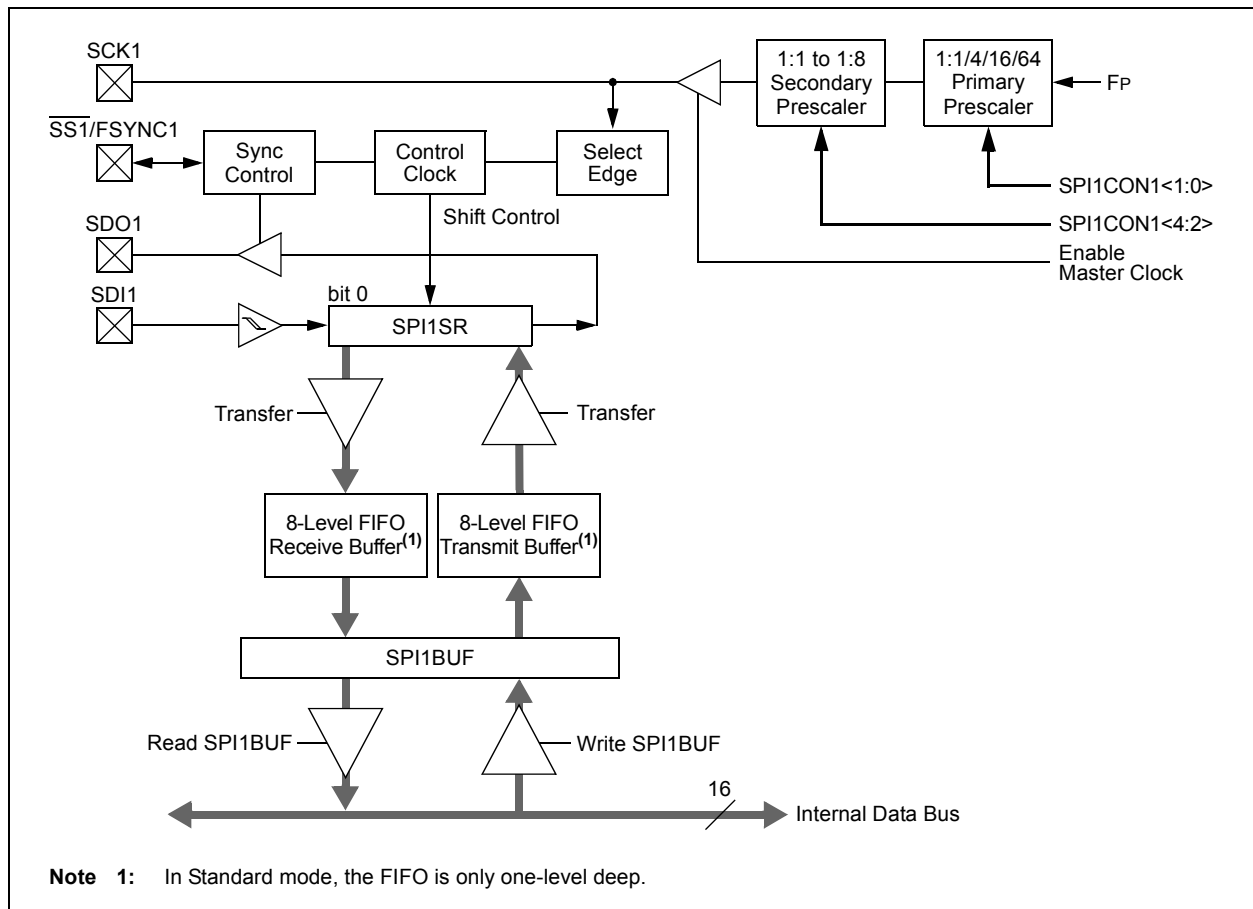 SCK1
1:1 to 1:8
Secondary
Prescaler
1:1/4/16/64
Primary
Prescaler
FP
SS1/FSYNC1
Sync
Control
Control
Clock
Select
Edge
SPI1CON1<1:0>
Shift Control
SDO1
SPI1CON1<4:2>
Enable
Master Clock
SDI1
bit 0
SPI1SR
Transfer
Transfer
8-Level FIFO
Receive Buffer(1)
8-Level FIFO
Transmit Buffer(1)
SPI1BUF
Read SPI1BUF
Write SPI1BUF
16
Internal Data Bus
Note 1: In Standard mode, the FIFO is only one-level deep.